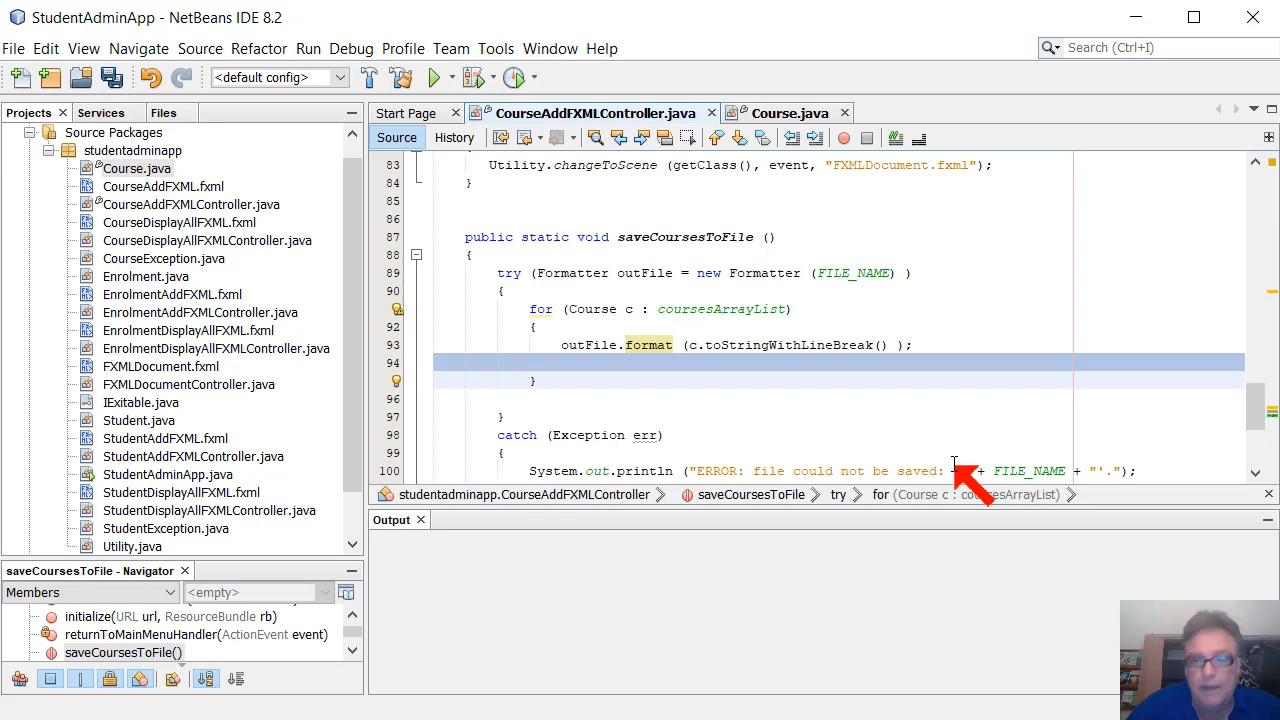 StudentAdminApp - NetBeans IDE 8.2
File Edit View Navigate Source Refactor Run Debug Profile Team Tools Window Help
Search (Ctrl+I)
<default config>
Projects Services Files
Source Packages
studentadminapp
Course.java
CourseAddFXML.fxml
CourseAddFXMLController.java
CourseDisplayAllFXML.fxml
CourseDisplayAllFXMLController.java
CourseException.java
Enrolment.java
EnrolmentAddFXML.fxml
EnrolmentAddFXMLController.java
EnrolmentDisplayAllFXML.fxml
EnrolmentDisplayAllFXMLController.java
FXMLDocument.fxml
FXMLDocumentController.java
IExitable.java
Student.java
StudentAddFXML.fxml
StudentAddFXMLController.java
StudentAdminApp.java
StudentDisplayAllFXML.fxml
StudentDisplayAllFXMLController.java
StudentException.java
Utility.java
saveCoursesToFile - Navigator
Members <empty>
initialize(URL url, ResourceBundle rb)
returnToMainMenuHandler(ActionEvent event)
saveCoursesToFile()
Start Page CourseAddFXMLController.java Course.java
Source History
83 Utility.changeToScene (getClass(), event, "FXMLDocument.fxml");
84 }
85
86
87 public static void saveCoursesToFile ()
88 {
89 try (Formatter outFile = new Formatter (FILE_NAME) )
90 {
for (Course c : coursesArrayList)
92 {
93 outFile.format (c.toStringWithLineBreak() );
94
}
96
97 }
98 catch (Exception err)
99 {
100 System.out.println ("ERROR: file could not be saved: + FILE_NAME + "'.");
studentadminapp.CourseAddFXMLController saveCoursesToFile try for (Course c : coursesArrayList)
Output